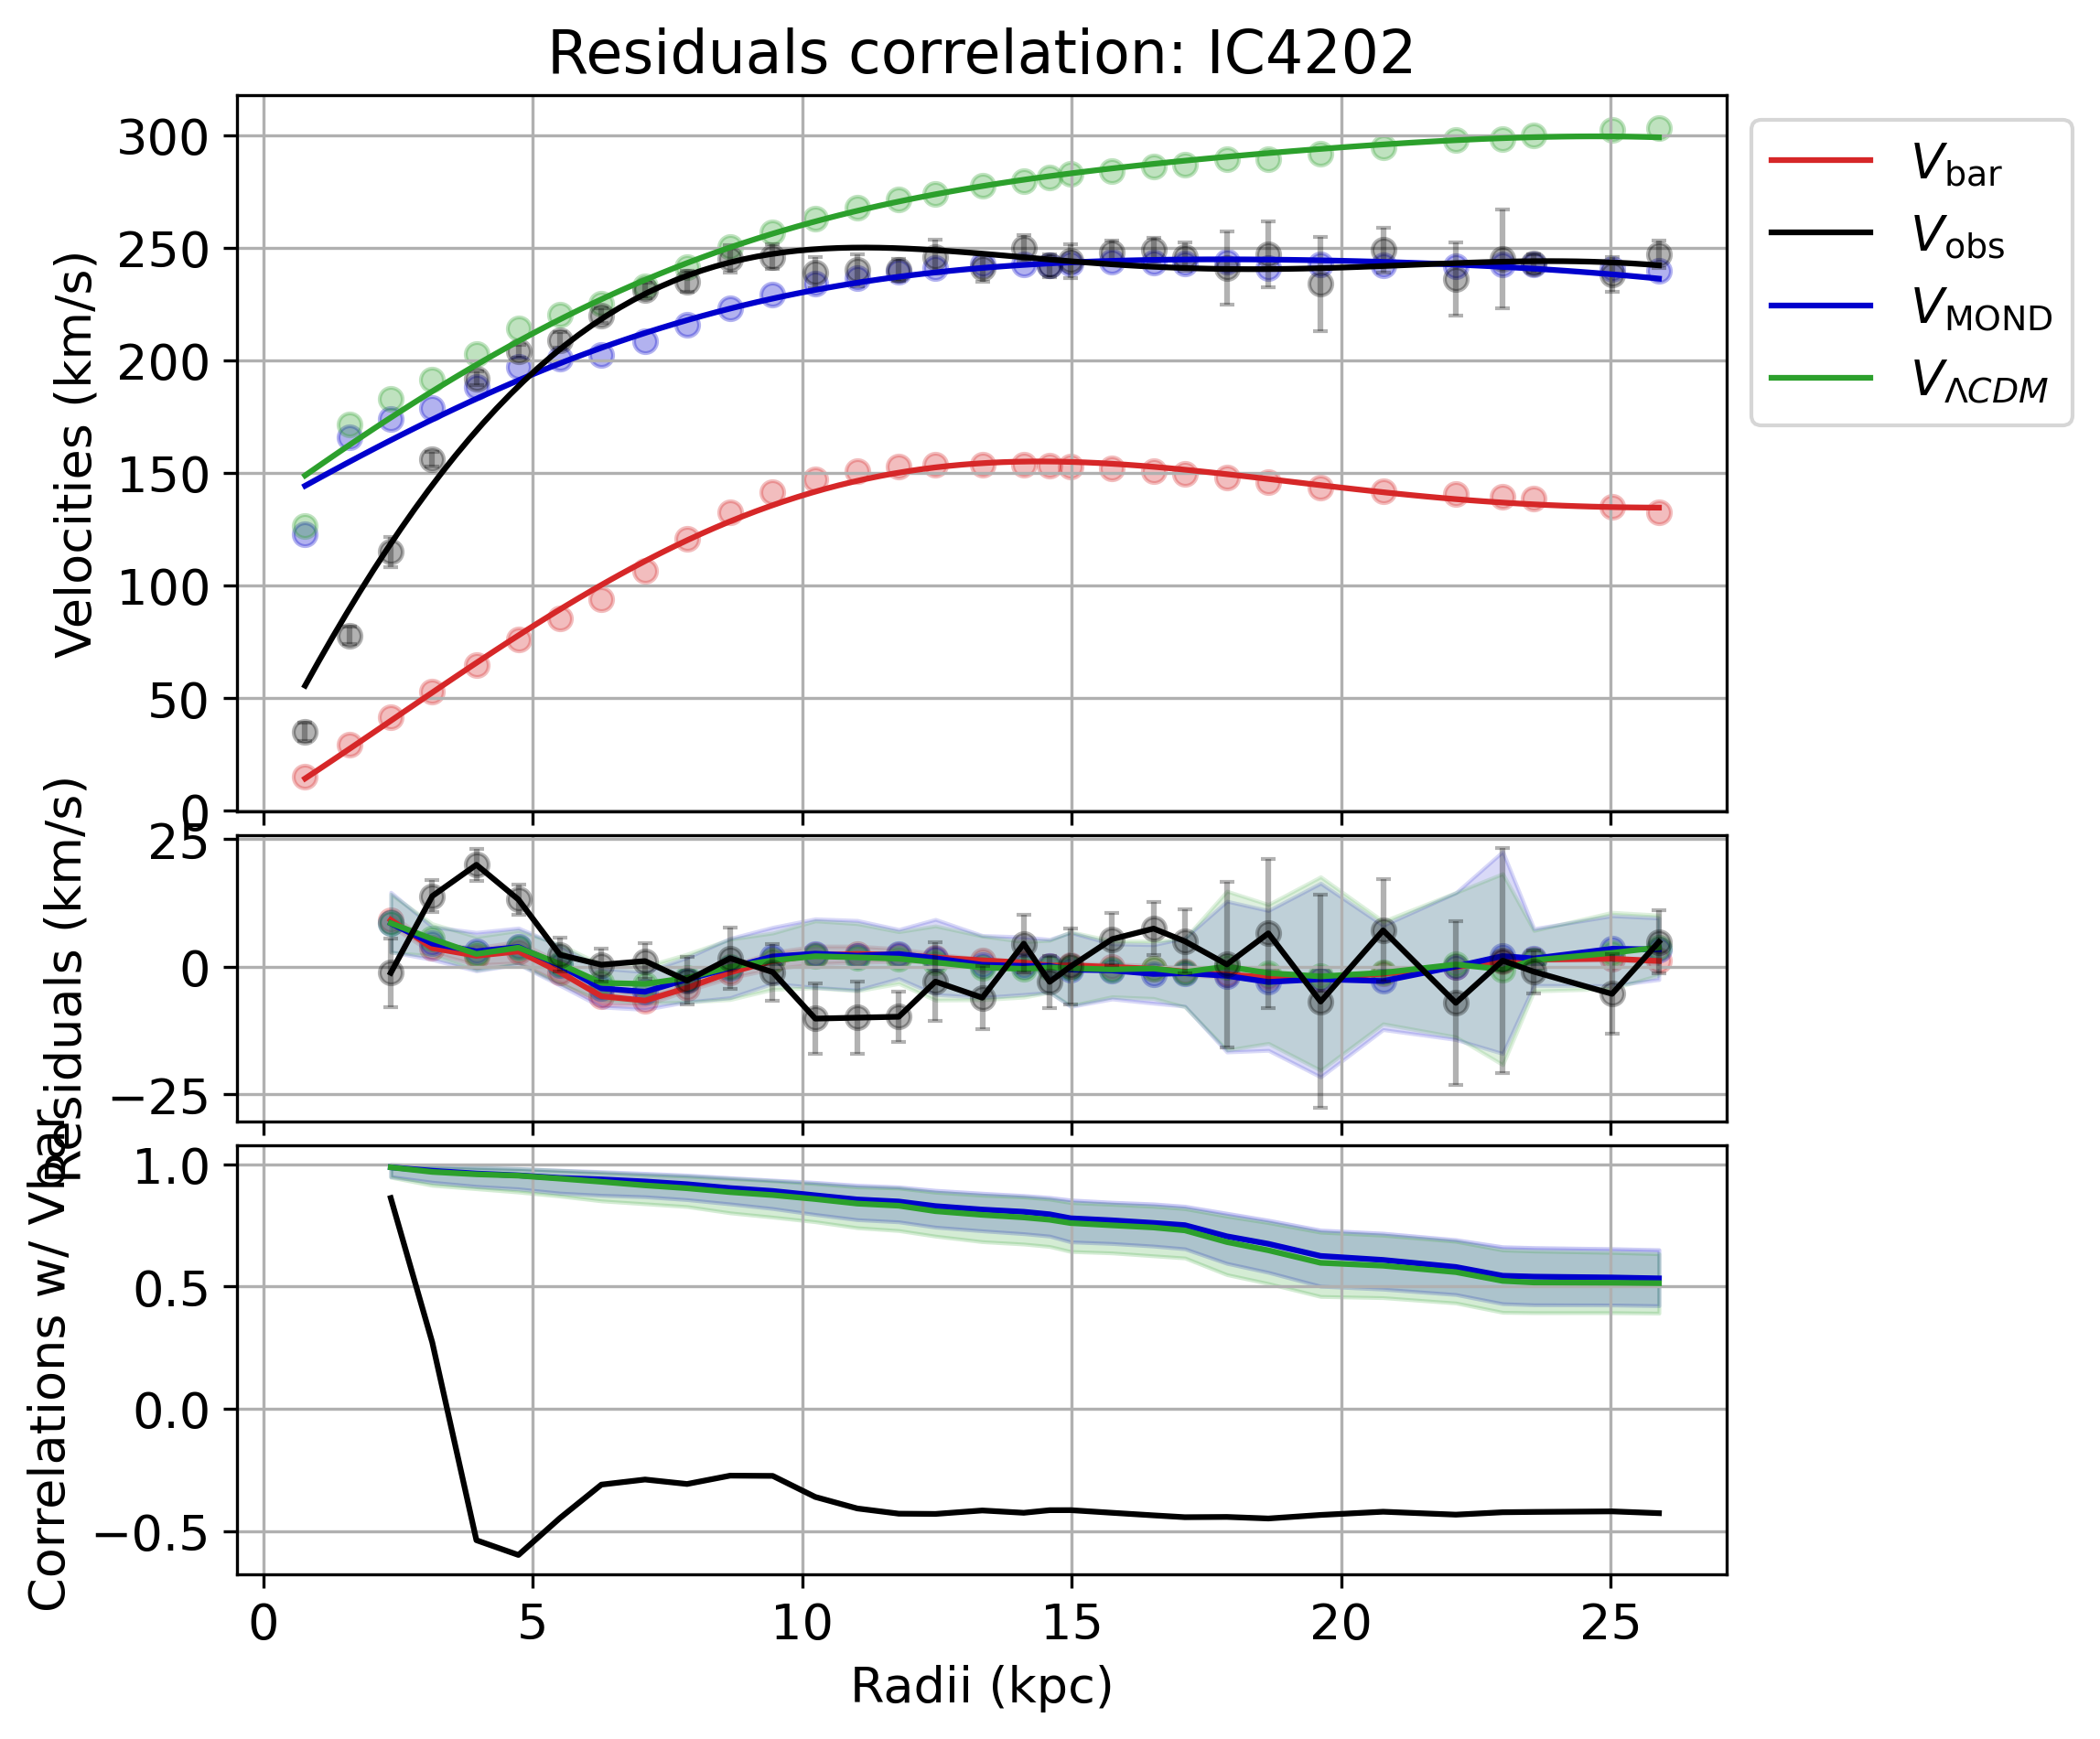 Residuals correlation: IC4202
300
250
200
150
100
50
0
Velocities (km/s)
V_bar
V_obs
V_MOND
V_ΛCDM
25
0
−25
Residuals (km/s)
1.0
0.5
0.0
−0.5
Correlations w/ Vbar
0 5 10 15 20 25
Radii (kpc)